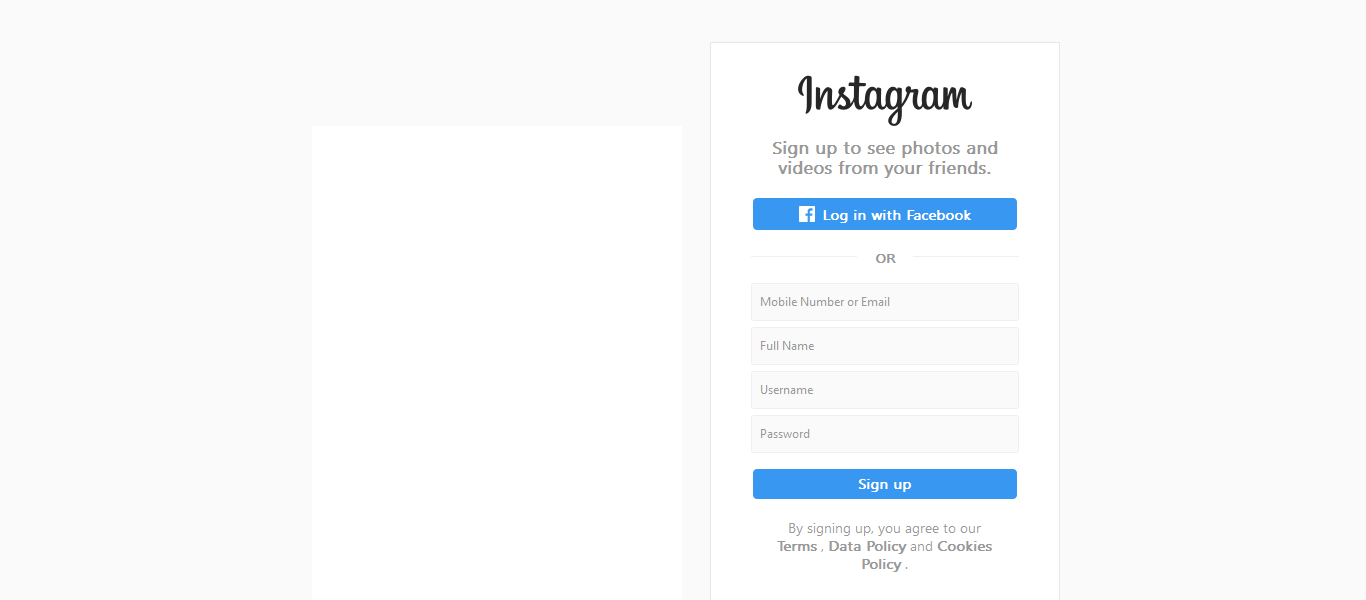 Instagram
Sign up to see photos and
videos from your friends.
Log in with Facebook
OR
Mobile Number or Email
Full Name
Username
Password
Sign up
By signing up, you agree to our
Terms , Data Policy and Cookies
Policy .